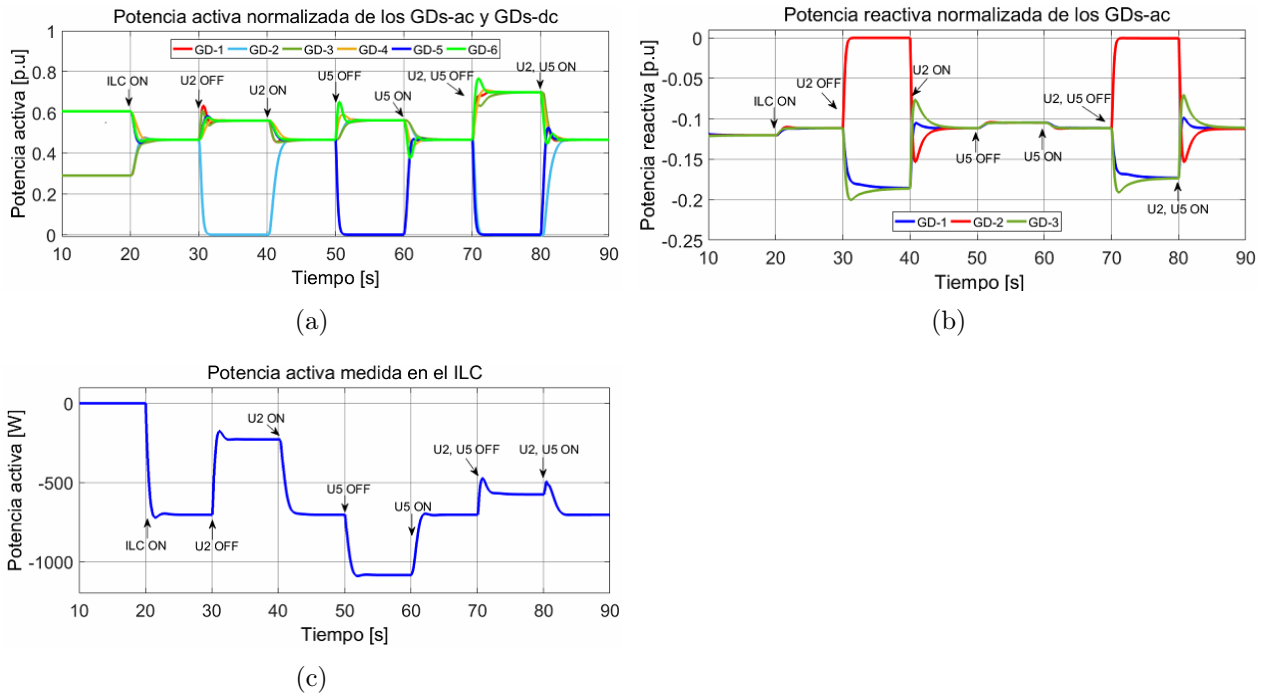 Potencia activa normalizada de los GDs-ac y GDs-dc
Potencia activa [p.u]
1
0.8
0.6
0.4
0.2
0
GD-1 GD-2 GD-3 GD-4 GD-5 GD-6
ILC ON
U2 OFF
U2 ON
U5 OFF
U5 ON
U2, U5 OFF
U2, U5 ON
10 20 30 40 50 60 70 80 90
Tiempo [s]
(a)
Potencia reactiva normalizada de los GDs-ac
Potencia reactiva [p.u]
0
-0.05
-0.1
-0.15
-0.2
-0.25
ILC ON
U2 OFF
U2 ON
U5 OFF
U5 ON
U2, U5 OFF
U2, U5 ON
GD-1 GD-2 GD-3
10 20 30 40 50 60 70 80 90
Tiempo [s]
(b)
Potencia activa medida en el ILC
Potencia activa [W]
0
-500
-1000
ILC ON
U2 OFF
U2 ON
U5 OFF
U5 ON
U2, U5 OFF
U2, U5 ON
10 20 30 40 50 60 70 80 90
Tiempo [s]
(c)